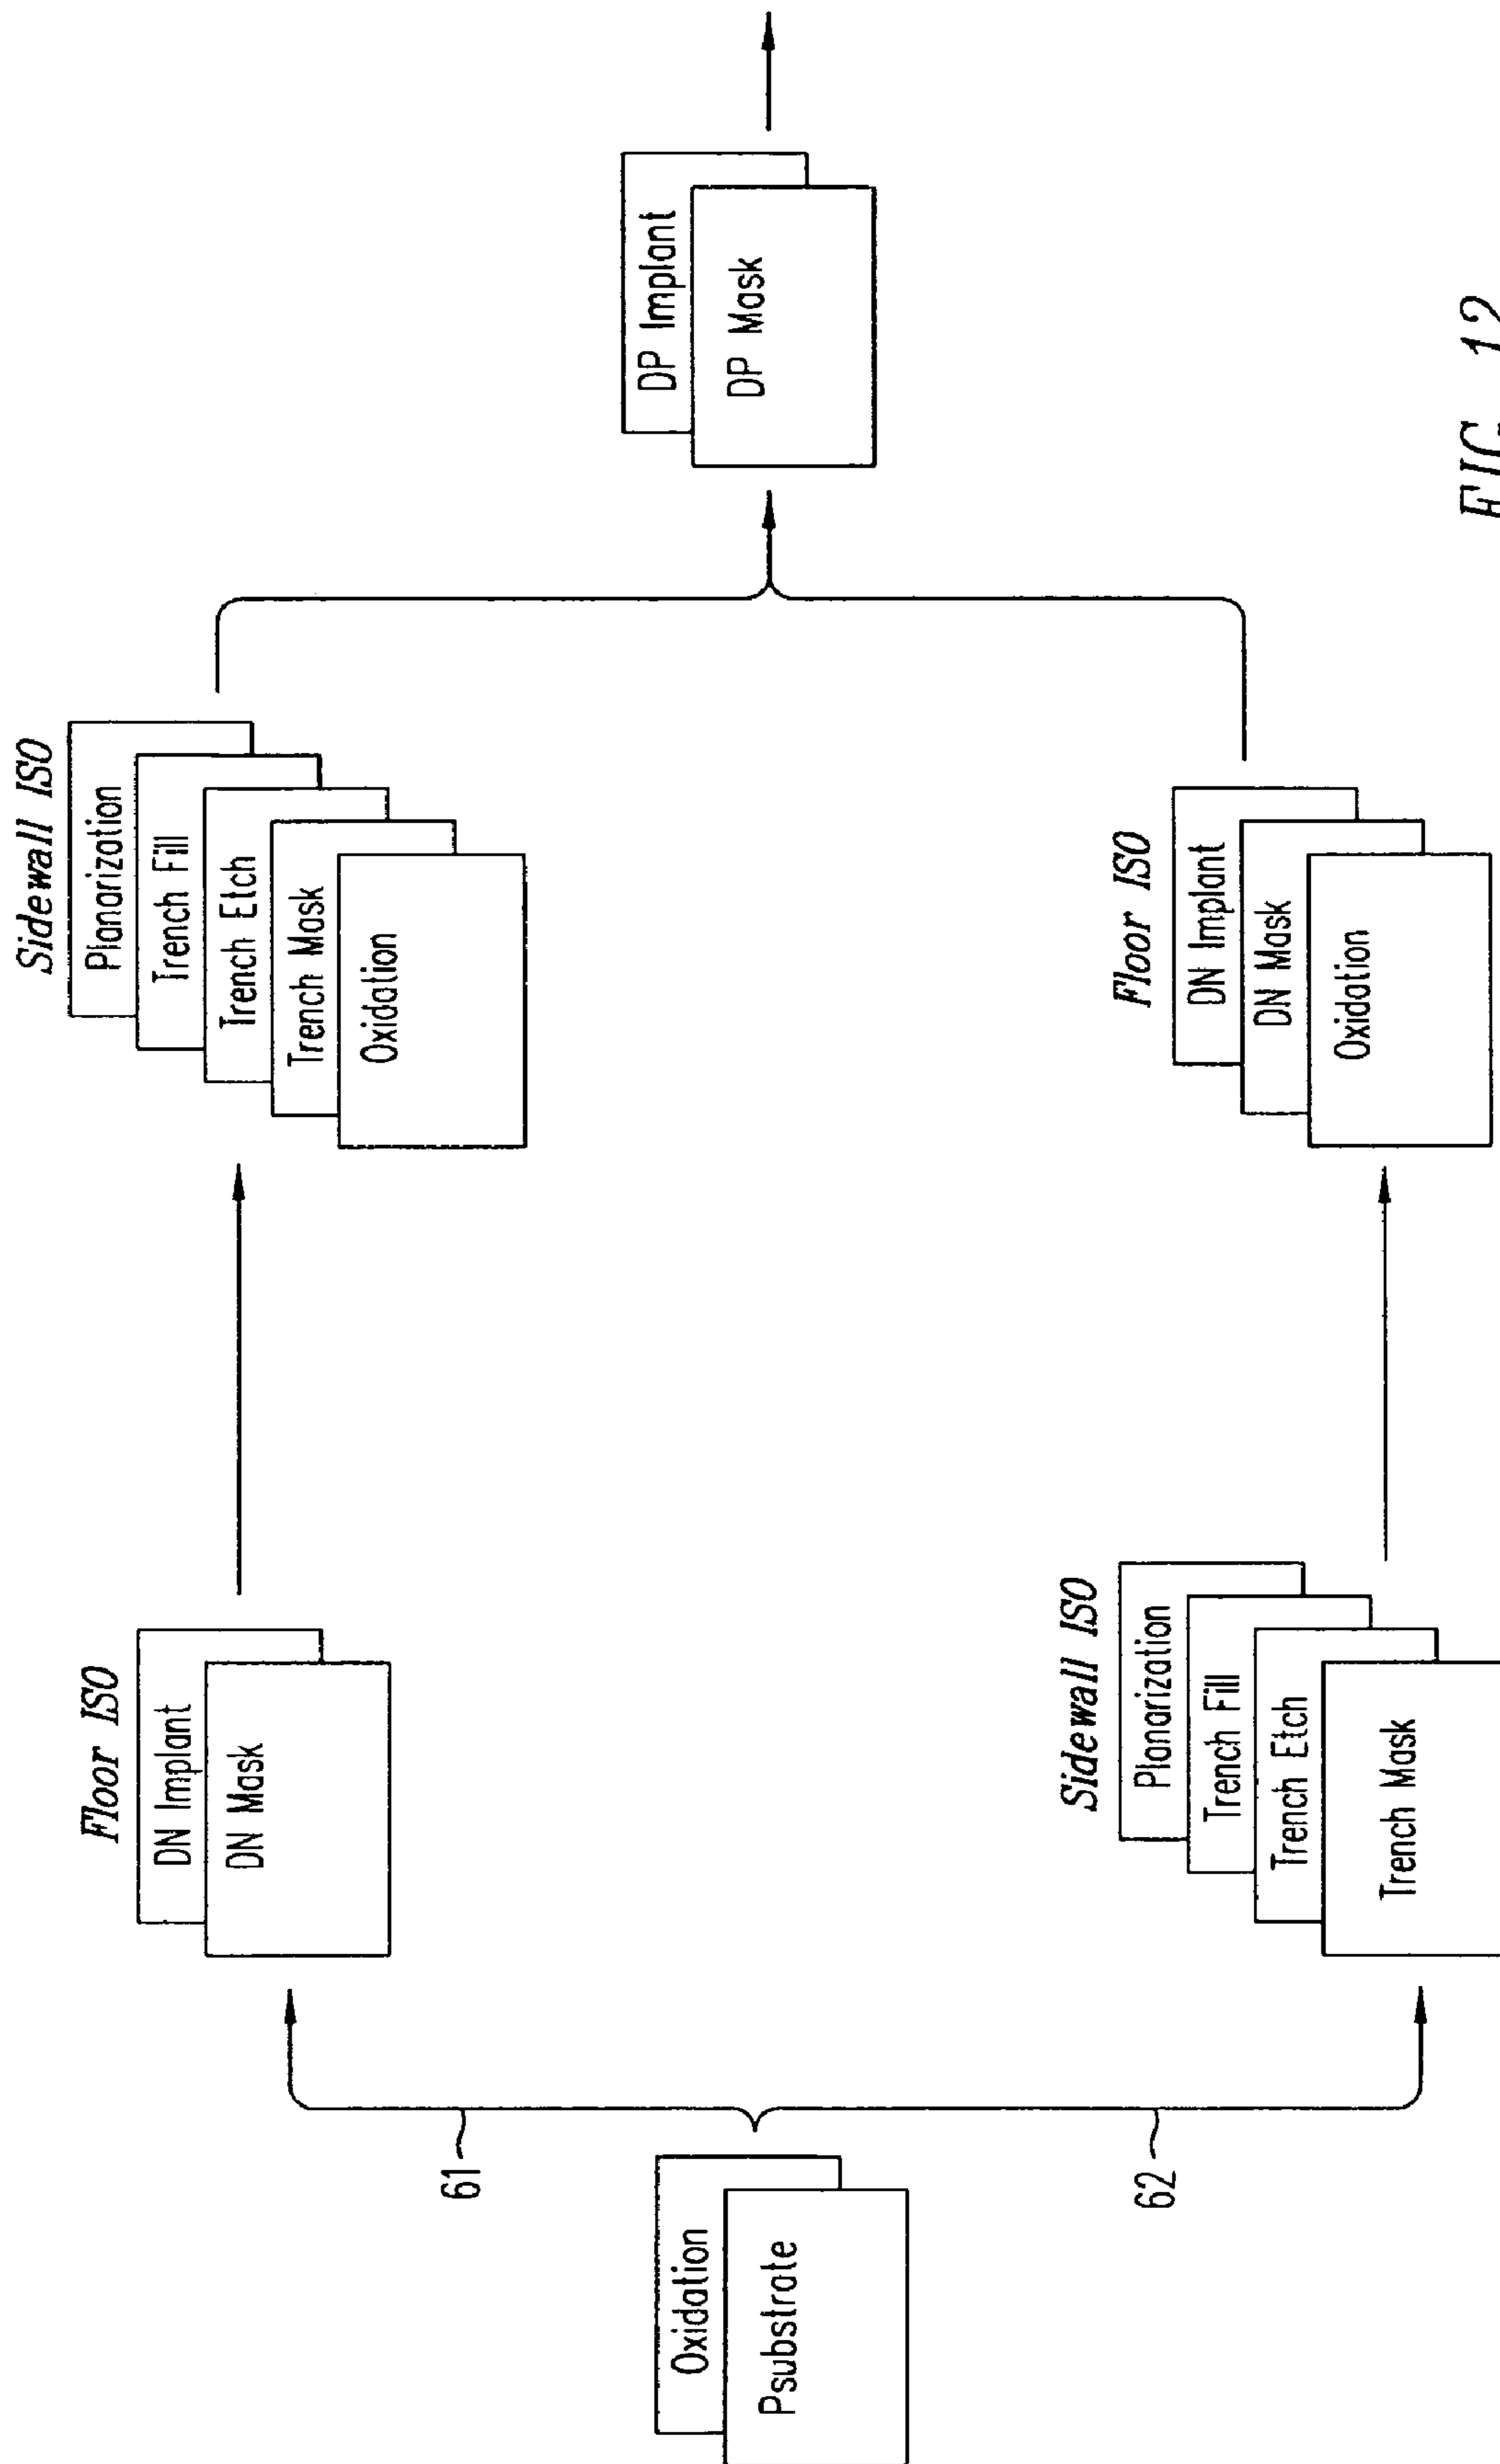 Oxidation
Psubstrate
61
62
Floor ISO
DN Implant
DN Mask
Sidewall ISO
Planarization
Trench Fill
Trench Etch
Trench Mask
Oxidation
Sidewall ISO
Planarization
Trench Fill
Trench Etch
Trench Mask
Floor ISO
DN Implant
DN Mask
Oxidation
DP Implant
DP Mask
FIG. 12